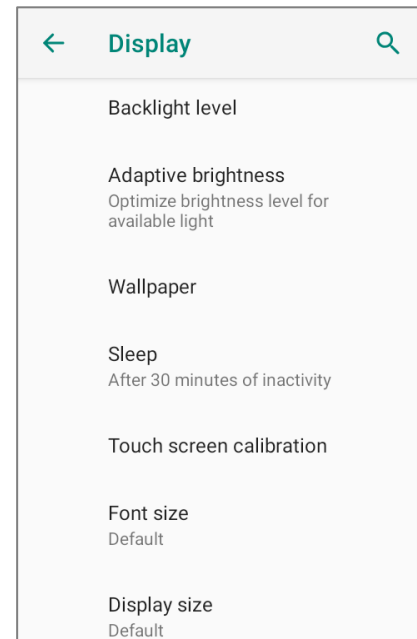 Display
Backlight level
Adaptive brightness
Optimize brightness level for
available light
Wallpaper
Sleep
After 30 minutes of inactivity
Touch screen calibration
Font size
Default
Display size
Default